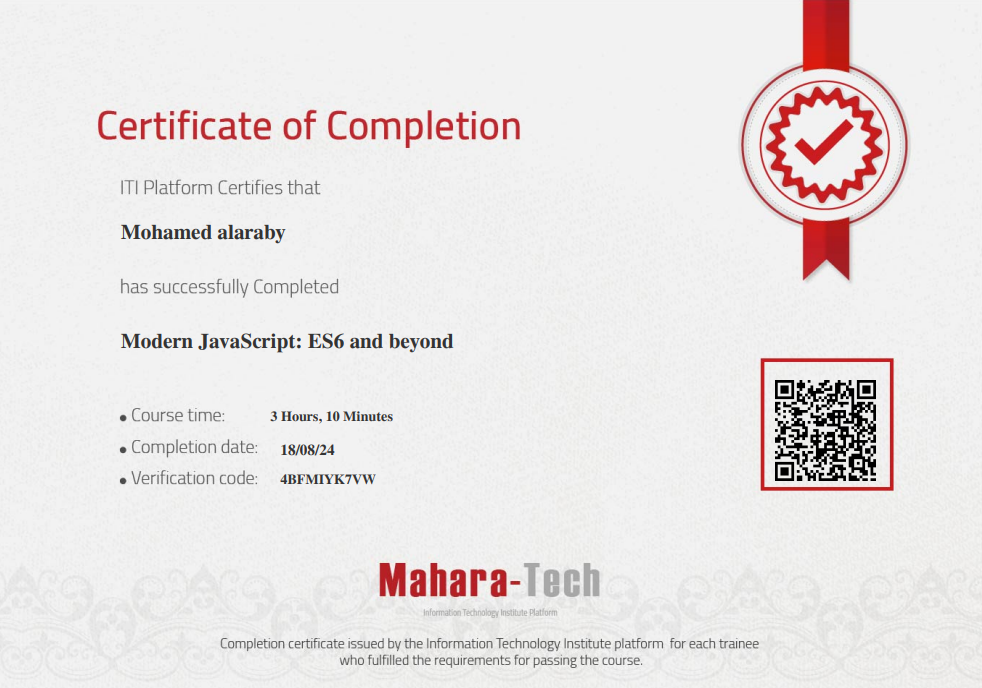 Certificate of Completion
ITI Platform Certifies that
Mohamed alaraby
has successfully Completed
Modern JavaScript: ES6 and beyond
• Course time: 3 Hours, 10 Minutes
• Completion date: 18/08/24
• Verification code: 4BFMIYK7VW
Mahara-Tech
Information Technology Institute Platform
Completion certificate issued by the Information Technology Institute platform for each trainee
who fulfilled the requirements for passing the course.